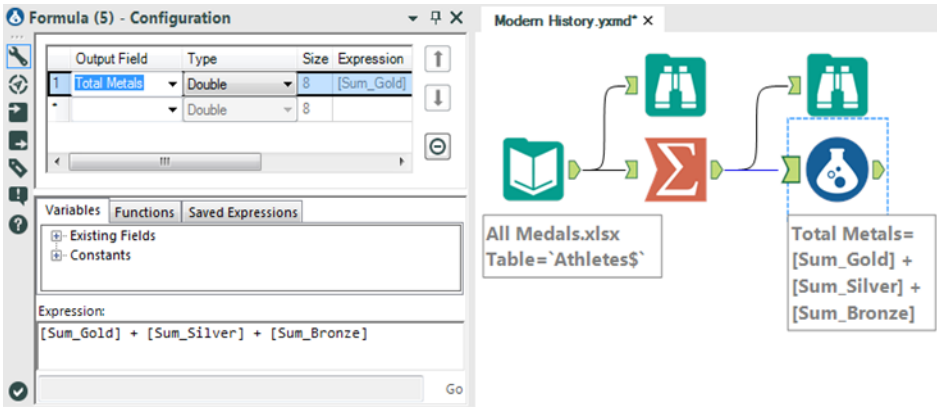 Formula (5) - Configuration
Output Field Type Size Expression
1 Total Metals Double 8 [Sum_Gold]
* Double 8
Variables Functions Saved Expressions
Existing Fields
Constants
Expression:
[Sum_Gold] + [Sum_Silver] + [Sum_Bronze]
Go
Modern History.yxmd*
All Medals.xlsx
Table=`Athletes$`
Total Metals=
[Sum_Gold] +
[Sum_Silver] +
[Sum_Bronze]